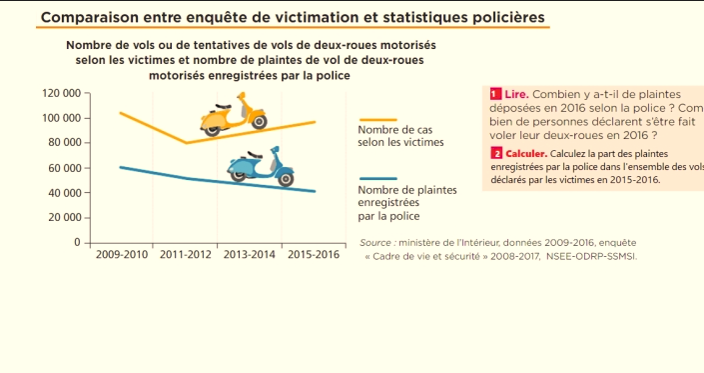 Comparaison entre enquête de victimation et statistiques policières
Nombre de vols ou de tentatives de vols de deux-roues motorisés
selon les victimes et nombre de plaintes de vol de deux-roues
motorisés enregistrées par la police
120 000
100 000
80 000
60 000
40 000
20 000
0
2009-2010 2011-2012 2013-2014 2015-2016
Nombre de cas
selon les victimes
Nombre de plaintes
enregistrées
par la police
Source : ministère de l'Intérieur, données 2009-2016, enquête
« Cadre de vie et sécurité » 2008-2017, NSEE-ODRP-SSMSI.
1 Lire. Combien y a-t-il de plaintes
déposées en 2016 selon la police ? Com
bien de personnes déclarent s'être fait
voler leur deux-roues en 2016 ?
2 Calculer. Calculez la part des plaintes
enregistrées par la police dans l'ensemble des vols
déclarés par les victimes en 2015-2016.